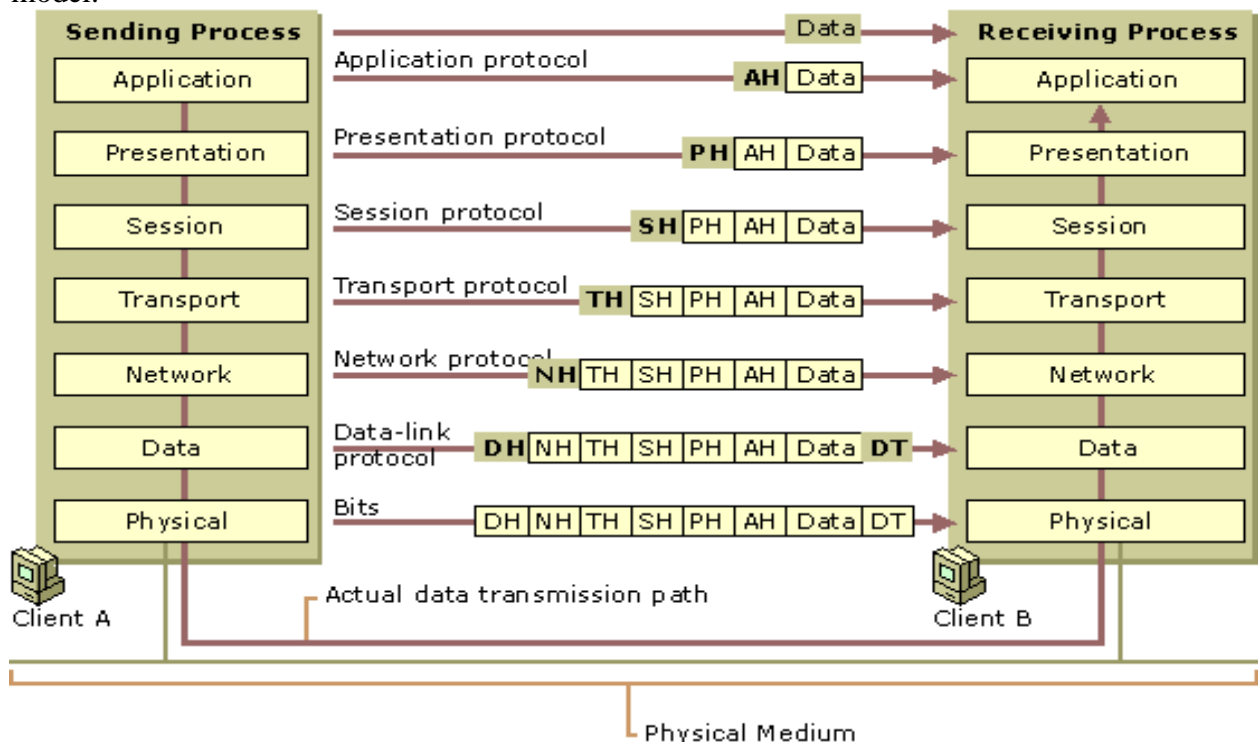 model.
Sending Process
Data
Receiving Process
Application
Application protocol
AH Data
Application
Presentation
Presentation protocol
PH AH Data
Presentation
Session
Session protocol
SH PH AH Data
Session
Transport
Transport protocol
TH SH PH AH Data
Transport
Network
Network protocol
NH TH SH PH AH Data
Network
Data
Data-link
protocol
DH NH TH SH PH AH Data DT
Data
Physical
Bits
DH NH TH SH PH AH Data DT
Physical
Client A
Actual data transmission path
Client B
Physical Medium